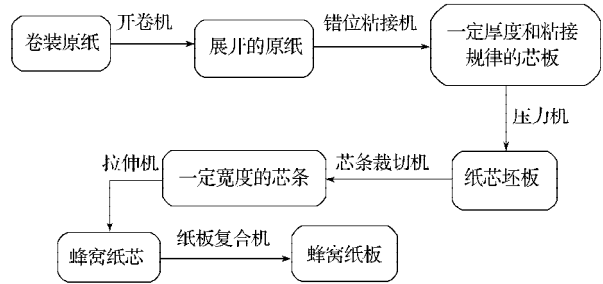 卷装原纸
开卷机
展开的原纸
错位粘接机
一定厚度和粘接
规律的芯板
压力机
纸芯坯板
芯条裁切机
一定宽度的芯条
拉伸机
蜂窝纸芯
纸板复合机
蜂窝纸板